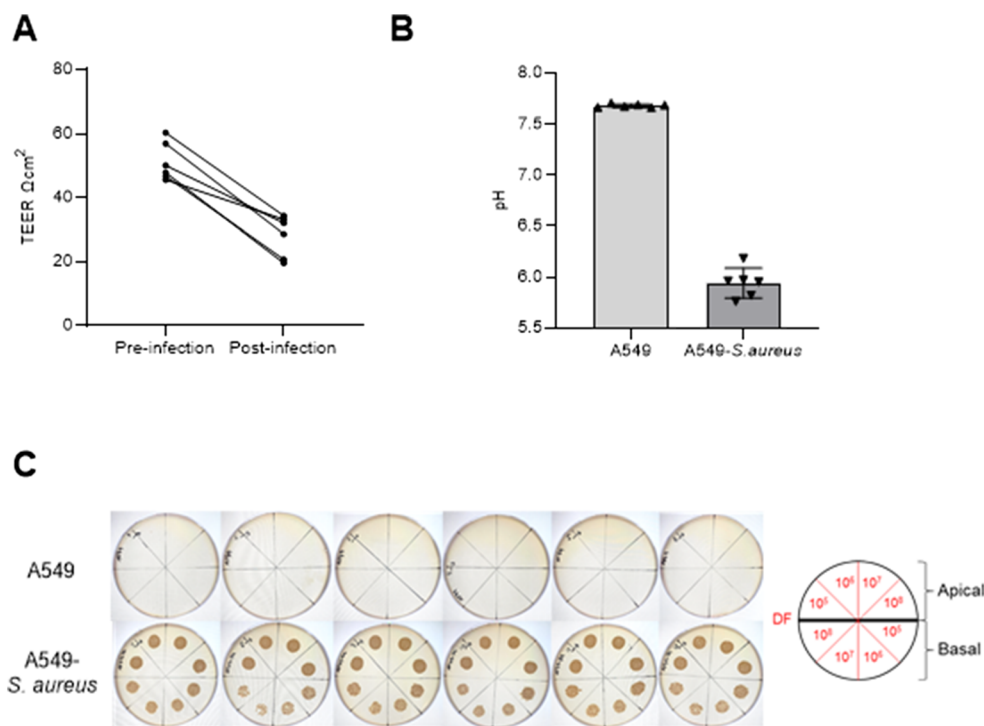 A
80
60
40
20
0
TEER Ωcm²
Pre-infection
Post-infection
B
8.0
7.5
7.0
6.5
6.0
5.5
pH
A549
A549-S.aureus
C
A549
A549-
S. aureus
DF
10⁵
10⁶
10⁷
10⁸
Apical
10⁸
10⁷
10⁶
10⁵
Basal